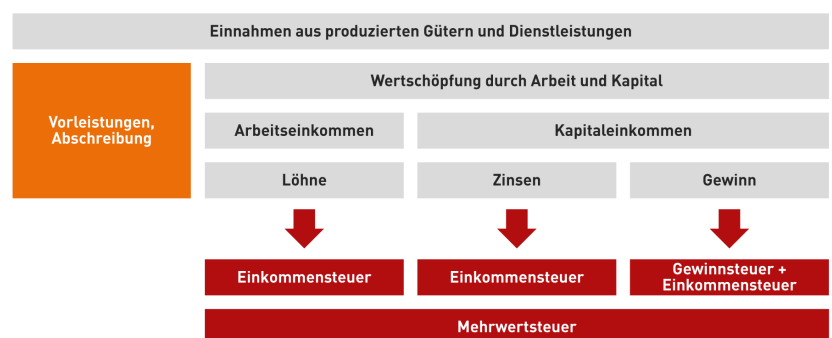 Einnahmen aus produzierten Gütern und Dienstleistungen
Vorleistungen,
Abschreibung
Wertschöpfung durch Arbeit und Kapital
Arbeitseinkommen
Kapitaleinkommen
Löhne
Zinsen
Gewinn
Einkommensteuer
Einkommensteuer
Gewinnsteuer +
Einkommensteuer
Mehrwertsteuer